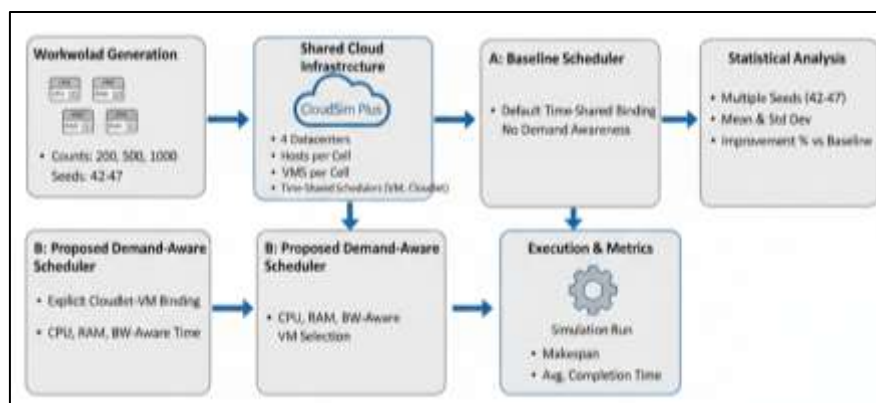 Workwolad Generation
• Counts: 200, 500, 1000
Seeds: 42-47
Shared Cloud
Infrastrocture
CloudSim Plus
• 4 Datacenters
• Hosts per Cell
• VMS per Cell
• Time-Shared Schedulers (VM, Cloudlet)
A: Baseline Scheduler
• Default Time-Shared Binding
No Demand Awareness
Statistical Analysis
• Multiple Seeds (42-47)
• Mean & Std Dev
• Improvement % vs Baseline
B: Proposed Demand-Aware
Scheduler
• Explicit Cloudlet-VM Binding
• CPU, RAM, BW-Aware Time
B: Proposed Demand-Aware
Scheduler
• CPU, RAM, BW-Aware
VM Selection
Execution & Metrics
Simulation Run
• Makespan
• Avg. Completion Time